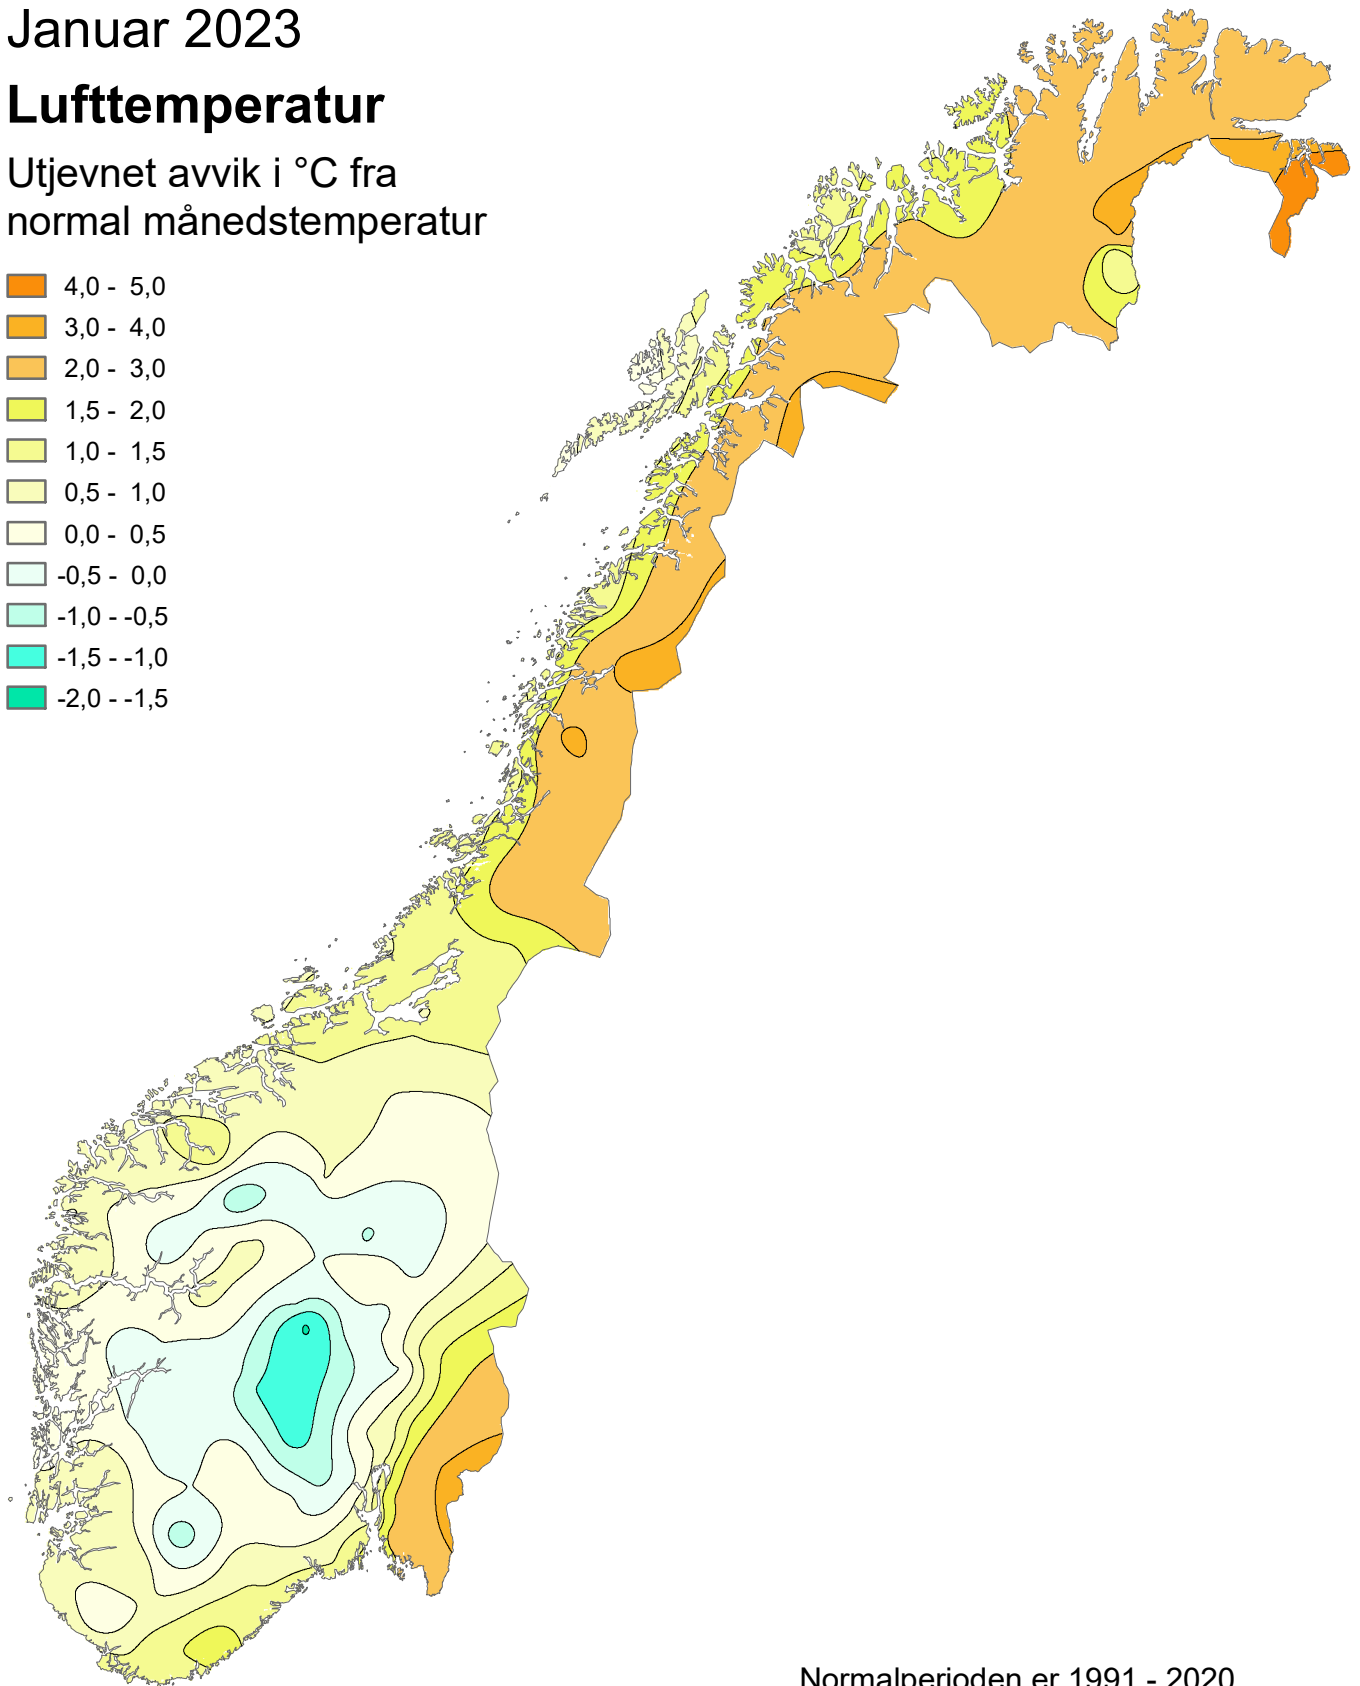 Januar 2023
Lufttemperatur
Utjevnet avvik i °C fra
normal månedstemperatur
4,0 - 5,0
3,0 - 4,0
2,0 - 3,0
1,5 - 2,0
1,0 - 1,5
0,5 - 1,0
0,0 - 0,5
-0,5 - 0,0
-1,0 - -0,5
-1,5 - -1,0
-2,0 - -1,5
Normalperioden er 1991 - 2020